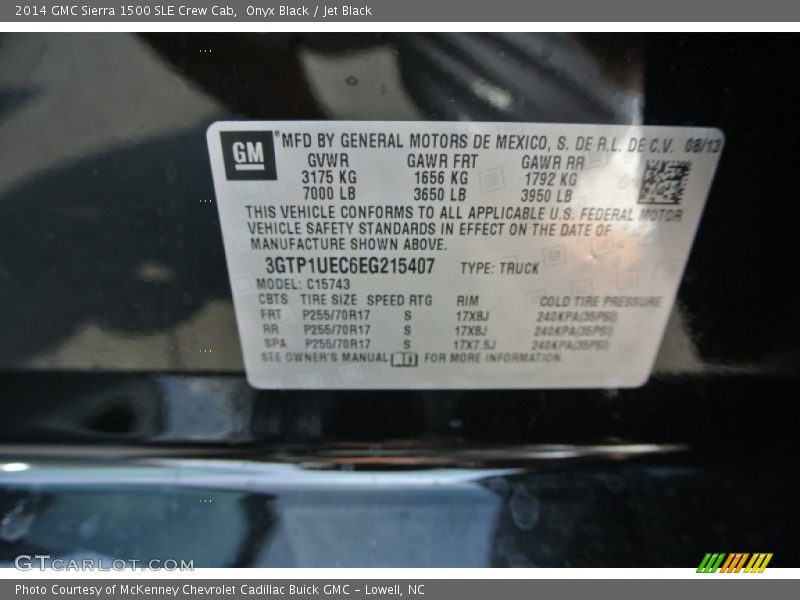 2014 GMC Sierra 1500 SLE Crew Cab,  Onyx Black / Jet Black
GM
*MFD BY GENERAL MOTORS DE MEXICO, S. DE R.L. DE C.V. 08/13
GVWR GAWR FRT GAWR RR
3175 KG 1656 KG 1792 KG
7000 LB 3650 LB 3950 LB
THIS VEHICLE CONFORMS TO ALL APPLICABLE U.S. FEDERAL MOTOR
VEHICLE SAFETY STANDARDS IN EFFECT ON THE DATE OF
MANUFACTURE SHOWN ABOVE.
3GTP1UEC6EG215407 TYPE: TRUCK
MODEL: C15743
CBTS TIRE SIZE SPEED RTG RIM COLD TIRE PRESSURE
FRT P255/70R17 S 17X8J 240KPA(35PSI)
RR P255/70R17 S 17X8J 240KPA(35PSI)
SPA P255/70R17 S 17X7.5J 240KPA(35PSI)
SEE OWNER'S MANUAL FOR MORE INFORMATION.
GTCARLOT.COM
Photo Courtesy of McKenney Chevrolet Cadillac Buick GMC - Lowell, NC